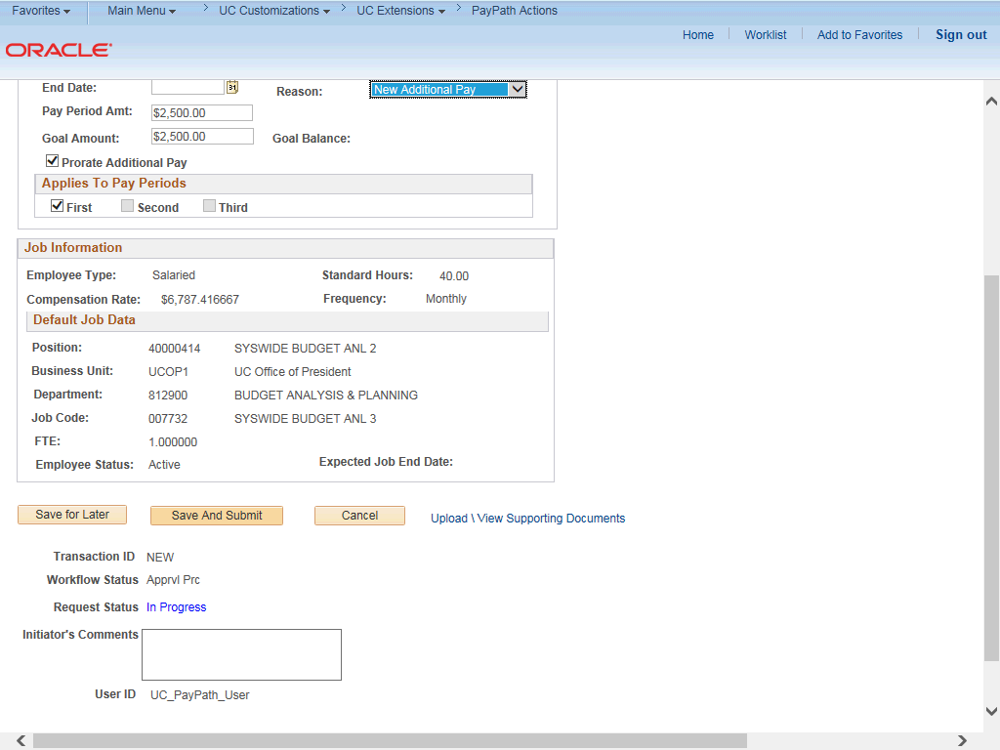 Favorites Main Menu > UC Customizations > UC Extensions > PayPath Actions
Home Worklist Add to Favorites Sign out
ORACLE
End Date: 31 Reason: New Additional Pay
Pay Period Amt: $2,500.00
Goal Amount: $2,500.00 Goal Balance:
Prorate Additional Pay
Applies To Pay Periods
First Second Third
Job Information
Employee Type: Salaried Standard Hours: 40.00
Compensation Rate: $6,787.416667 Frequency: Monthly
Default Job Data
Position: 40000414 SYSWIDE BUDGET ANL 2
Business Unit: UCOP1 UC Office of President
Department: 812900 BUDGET ANALYSIS & PLANNING
Job Code: 007732 SYSWIDE BUDGET ANL 3
FTE: 1.000000
Employee Status: Active Expected Job End Date:
Save for Later Save And Submit Cancel Upload \ View Supporting Documents
Transaction ID NEW
Workflow Status Apprvl Prc
Request Status In Progress
Initiator's Comments
User ID UC_PayPath_User